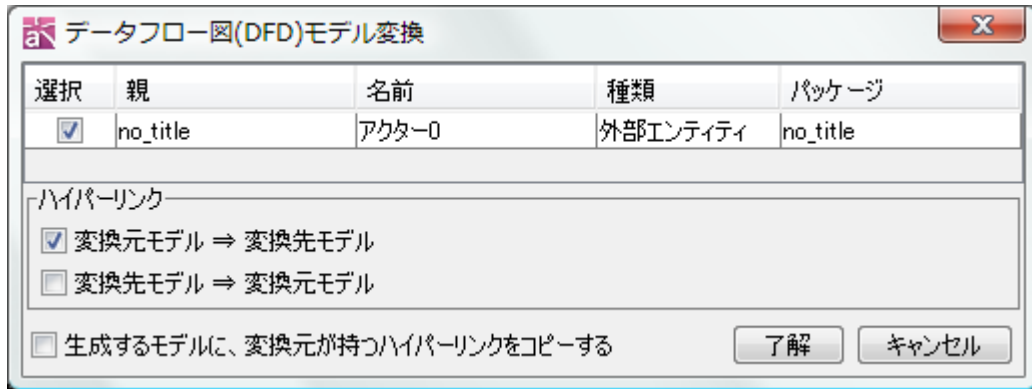 データフロー図(DFD)モデル変換
選択 親 名前 種類 パッケージ
no_title アクター0 外部エンティティ no_title
ハイパーリンク
変換元モデル ⇒ 変換先モデル
変換先モデル ⇒ 変換元モデル
生成するモデルに、変換元が持つハイパーリンクをコピーする 了解 キャンセル